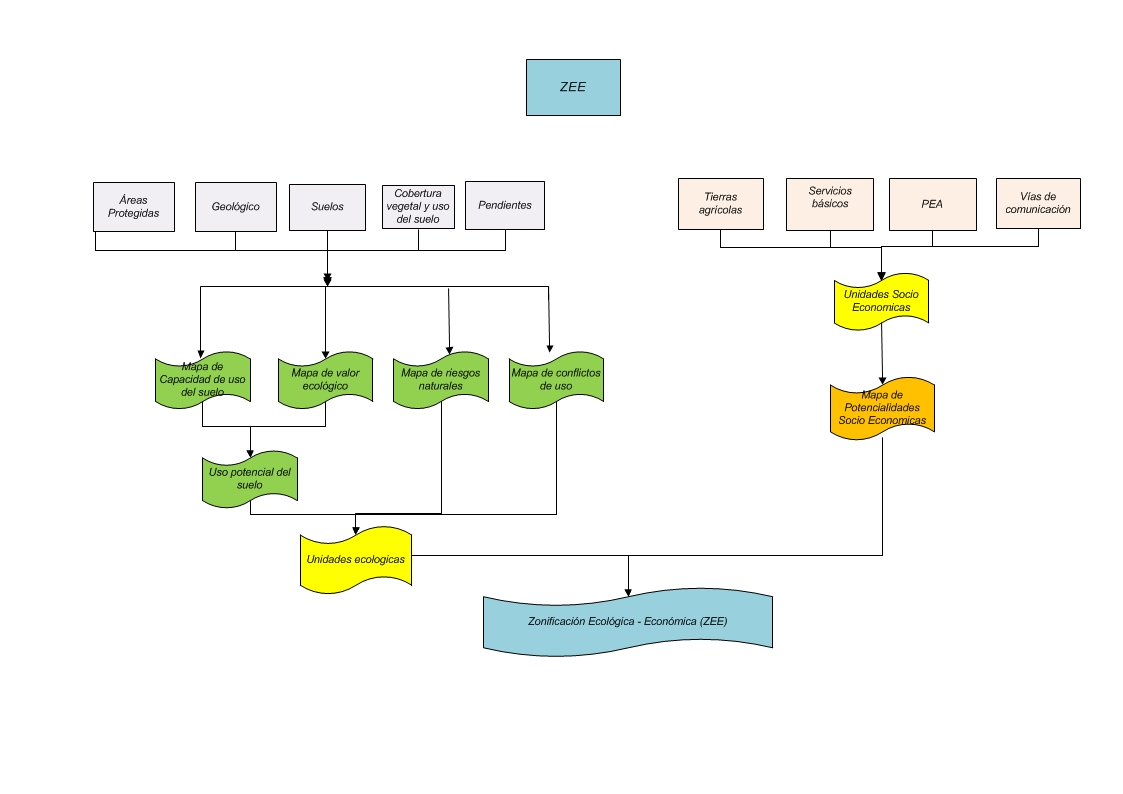 ZEE
Áreas
Protegidas
Geológico
Suelos
Cobertura
vegetal y uso
del suelo
Pendientes
Tierras
agrícolas
Servicios
básicos
PEA
Vías de
comunicación
Unidades Socio
Economicas
Mapa de
Capacidad de uso
del suelo
Mapa de valor
ecológico
Mapa de riesgos
naturales
Mapa de conflictos
de uso
Mapa de
Potencialidades
Socio Economicas
Uso potencial del
suelo
Unidades ecologicas
Zonificación Ecológica - Económica (ZEE)